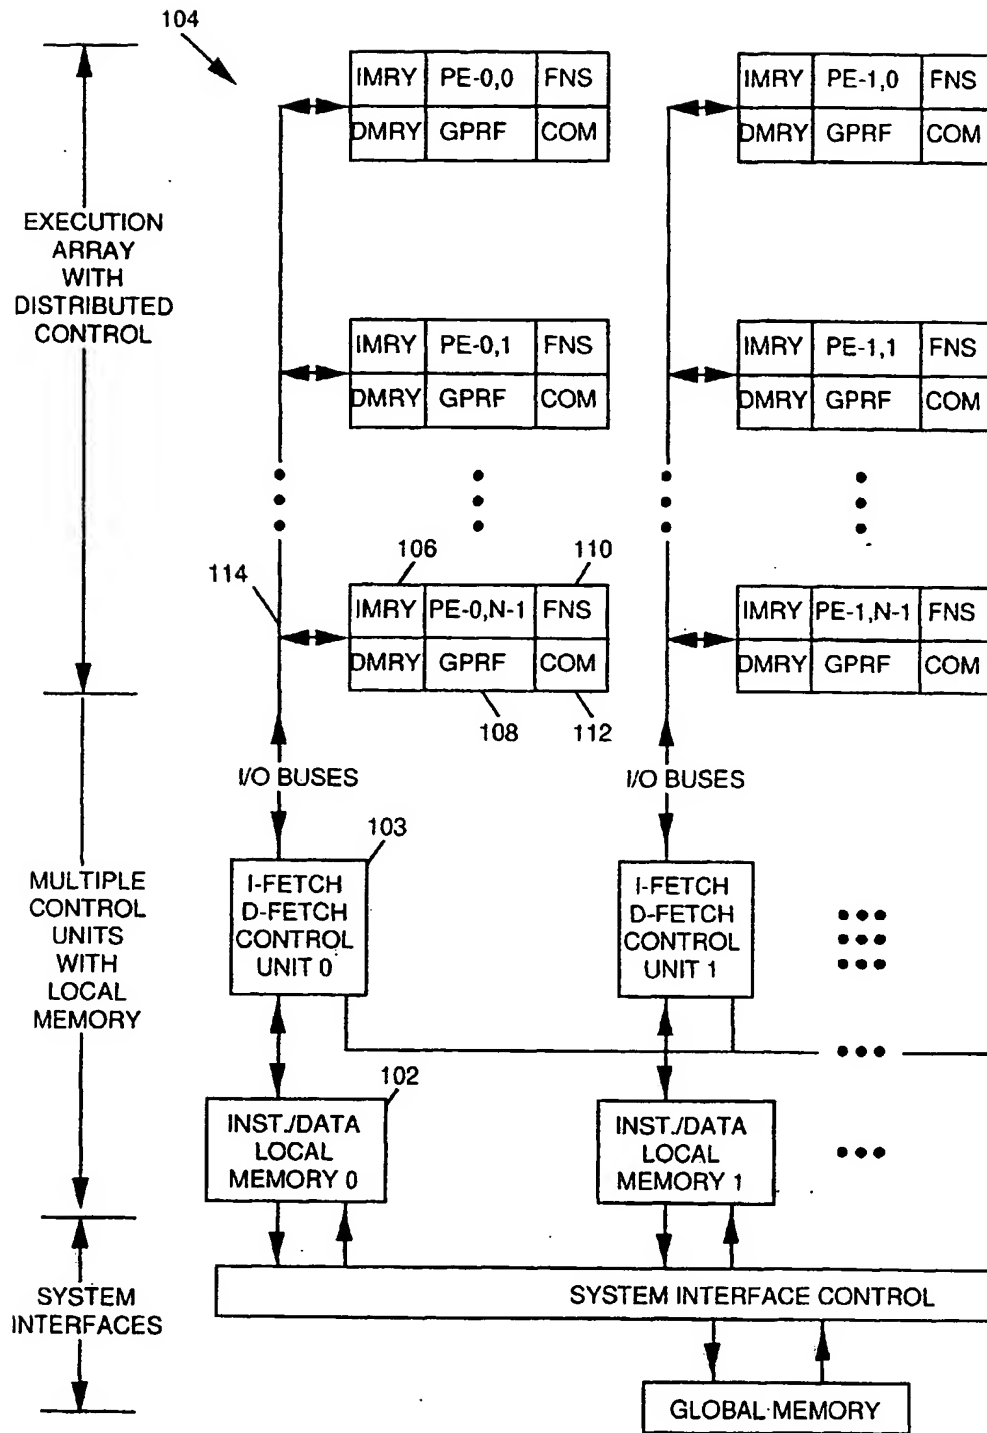 104
IMRY PE-0,0 FNS
DMRY GPRF COM
IMRY PE-1,0 FNS
DMRY GPRF COM
EXECUTION
ARRAY
WITH
DISTRIBUTED
CONTROL
IMRY PE-0,1 FNS
DMRY GPRF COM
IMRY PE-1,1 FNS
DMRY GPRF COM
106
110
114
IMRY PE-0,N-1 FNS
DMRY GPRF COM
IMRY PE-1,N-1 FNS
DMRY GPRF COM
108
112
I/O BUSES
I/O BUSES
103
MULTIPLE
CONTROL
UNITS
WITH
LOCAL
MEMORY
I-FETCH
D-FETCH
CONTROL
UNIT 0
I-FETCH
D-FETCH
CONTROL
UNIT 1
102
INST./DATA
LOCAL
MEMORY 0
INST./DATA
LOCAL
MEMORY 1
SYSTEM
INTERFACES
SYSTEM INTERFACE CONTROL
GLOBAL MEMORY